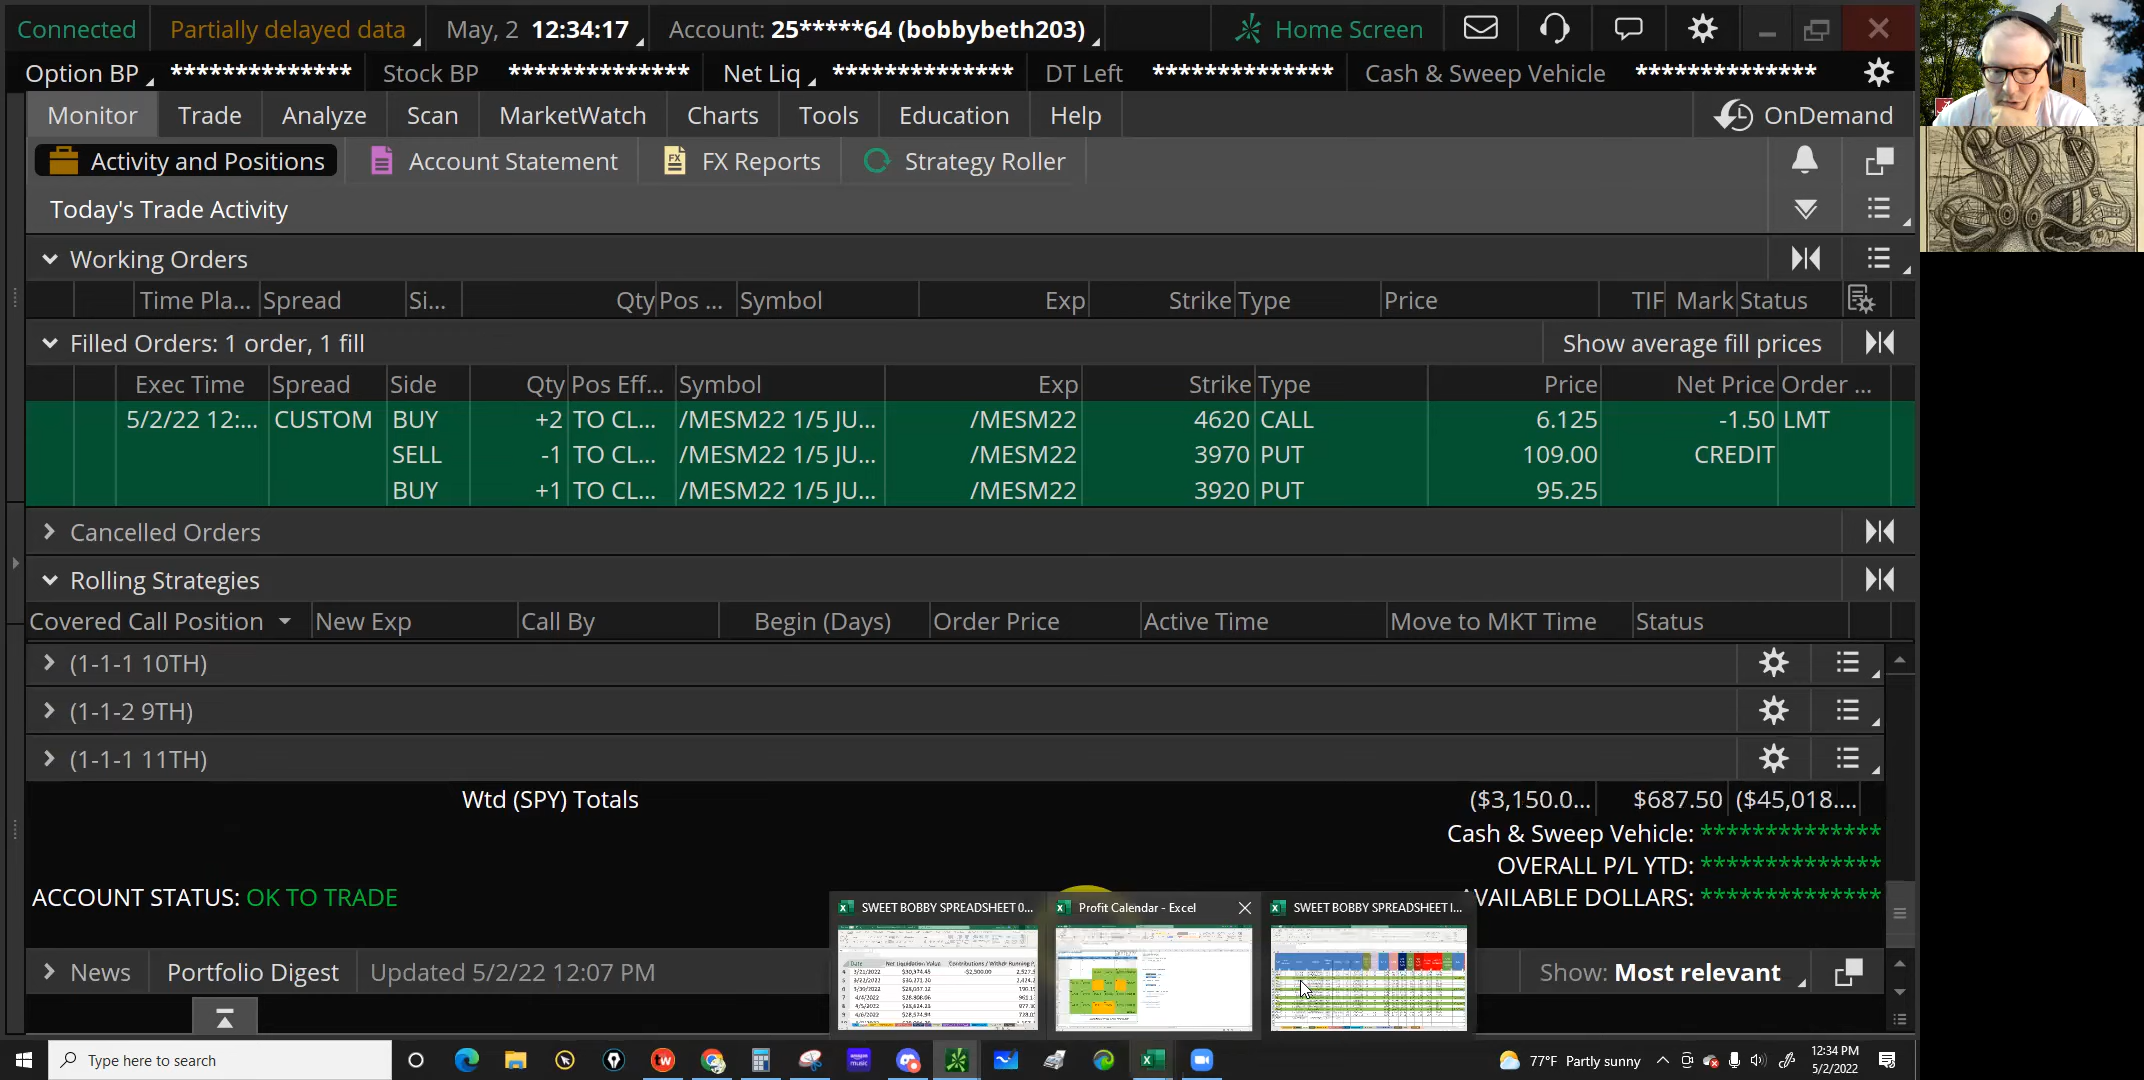 Connected Partially delayed data May, 2 12:34:17 Account: 25*****64 (bobbybeth203) Home Screen
Option BP ************** Stock BP ************** Net Liq ************** DT Left ************** Cash & Sweep Vehicle **************
Monitor Trade Analyze Scan MarketWatch Charts Tools Education Help OnDemand
Activity and Positions Account Statement FX Reports Strategy Roller
Today's Trade Activity
Working Orders
Time Pla... Spread Si... Qty Pos ... Symbol Exp Strike Type Price TIF Mark Status
Filled Orders: 1 order, 1 fill Show average fill prices
Exec Time Spread Side Qty Pos Eff... Symbol Exp Strike Type Price Net Price Order ...
5/2/22 12:... CUSTOM BUY +2 TO CL... /MESM22 1/5 JU... /MESM22 4620 CALL 6.125 -1.50 LMT
SELL -1 TO CL... /MESM22 1/5 JU... /MESM22 3970 PUT 109.00 CREDIT
BUY +1 TO CL... /MESM22 1/5 JU... /MESM22 3920 PUT 95.25
Cancelled Orders
Rolling Strategies
Covered Call Position New Exp Call By Begin (Days) Order Price Active Time Move to MKT Time Status
(1-1-1 10TH)
(1-1-2 9TH)
(1-1-1 11TH)
Wtd (SPY) Totals ($3,150.0... $687.50 ($45,018....
Cash & Sweep Vehicle: **************
OVERALL P/L YTD: **************
ACCOUNT STATUS: OK TO TRADE AVAILABLE DOLLARS: **************
SWEET BOBBY SPREADSHEET 0... Profit Calendar - Excel SWEET BOBBY SPREADSHEET I...
Date Net Liquidation Value
3/21/2022
News Portfolio Digest Updated 5/2/22 12:07 PM Show: Most relevant
Type here to search 77°F Partly sunny 12:34 PM
5/2/2022